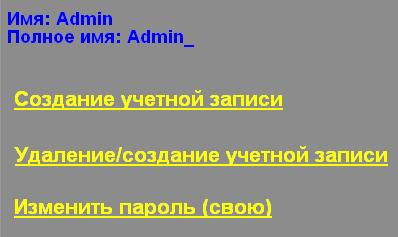 Имя: Admin
Полное имя: Admin_
Создание учетной записи
Удаление/создание учетной записи
Изменить пароль (свою)